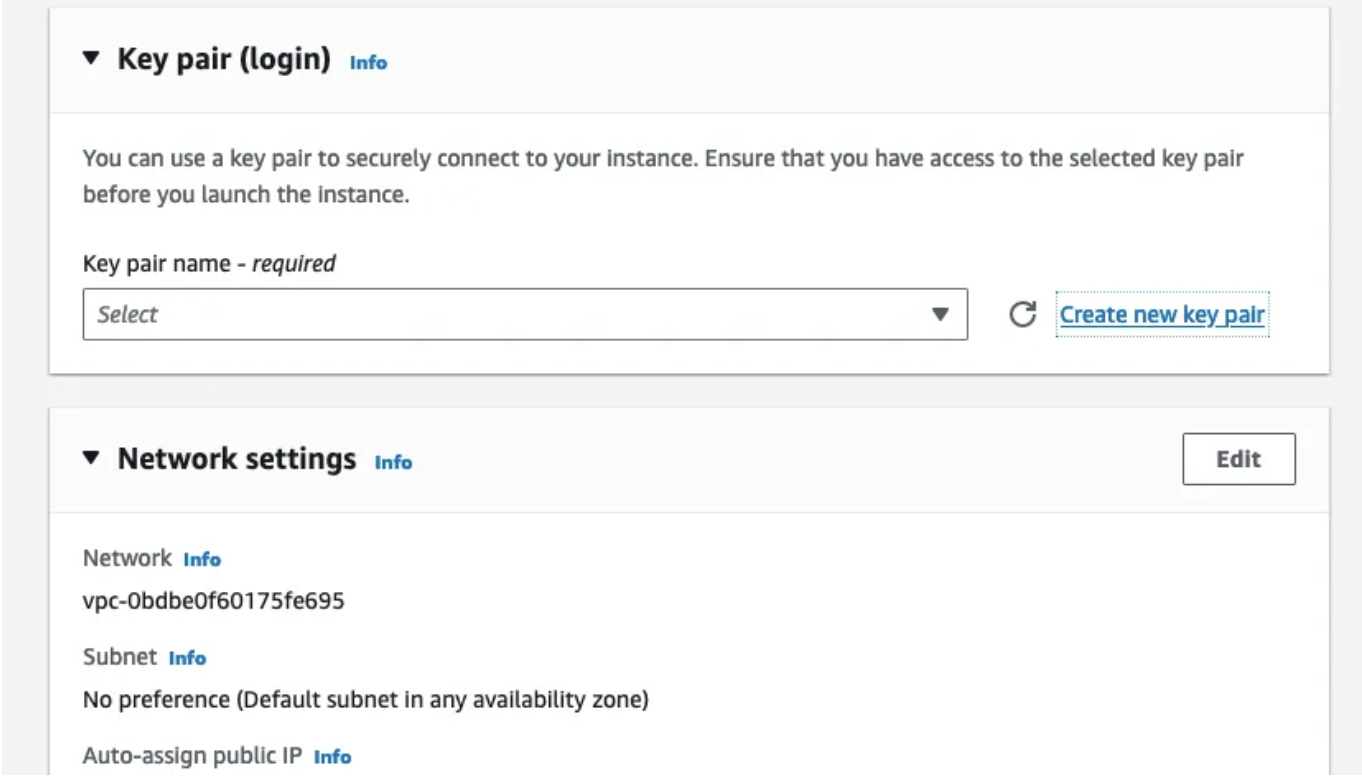 Key pair (login) Info
You can use a key pair to securely connect to your instance. Ensure that you have access to the selected key pair
before you launch the instance.
Key pair name - required
Select
Create new key pair
Network settings Info
Edit
Network Info
vpc-0bdbe0f60175fe695
Subnet Info
No preference (Default subnet in any availability zone)
Auto-assign public IP Info